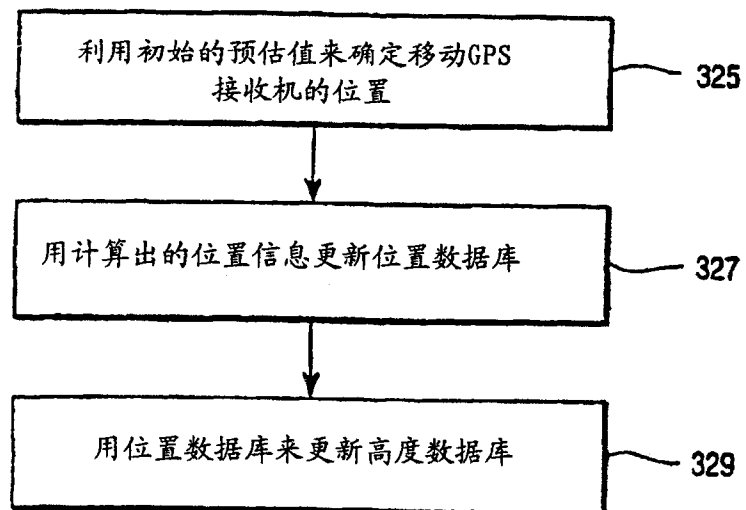 利用初始的预估值来确定移动GPS
接收机的位置
325
用计算出的位置信息更新位置数据库
327
用位置数据库来更新高度数据库
329